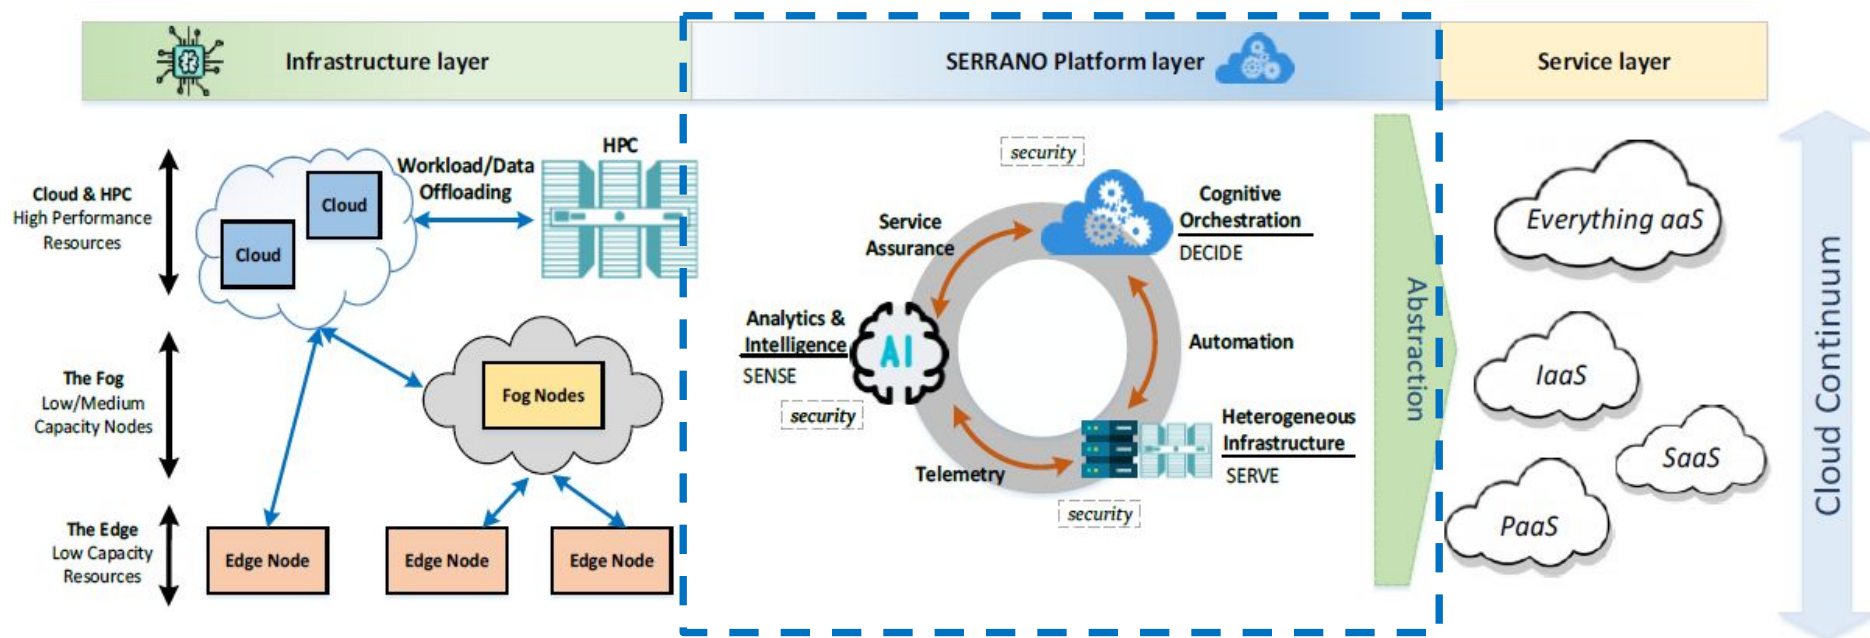 Infrastructure layer
SERRANO Platform layer
Service layer
Cloud & HPC
High Performance
Resources
Cloud
Cloud
Workload/Data
Offloading
HPC
The Fog
Low/Medium
Capacity Nodes
Fog Nodes
The Edge
Low Capacity
Resources
Edge Node
Edge Node
Edge Node
security
Cognitive
Orchestration
DECIDE
Service
Assurance
Analytics &
Intelligence
SENSE
AI
security
Automation
Heterogeneous
Infrastructure
SERVE
Telemetry
security
Abstraction
Everything aaS
IaaS
SaaS
PaaS
Cloud Continuum